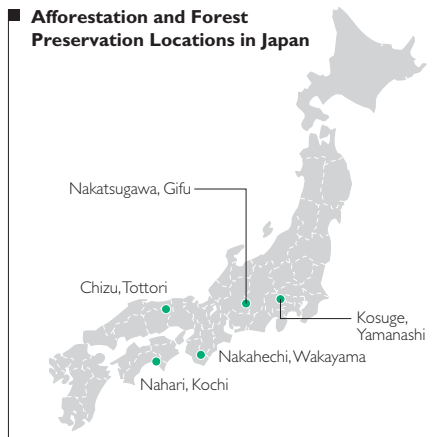 Afforestation and Forest
Preservation Locations in Japan
Nakatsugawa, Gifu
Chizu, Tottori
Kosuge,
Yamanashi
Nakahechi, Wakayama
Nahari, Kochi